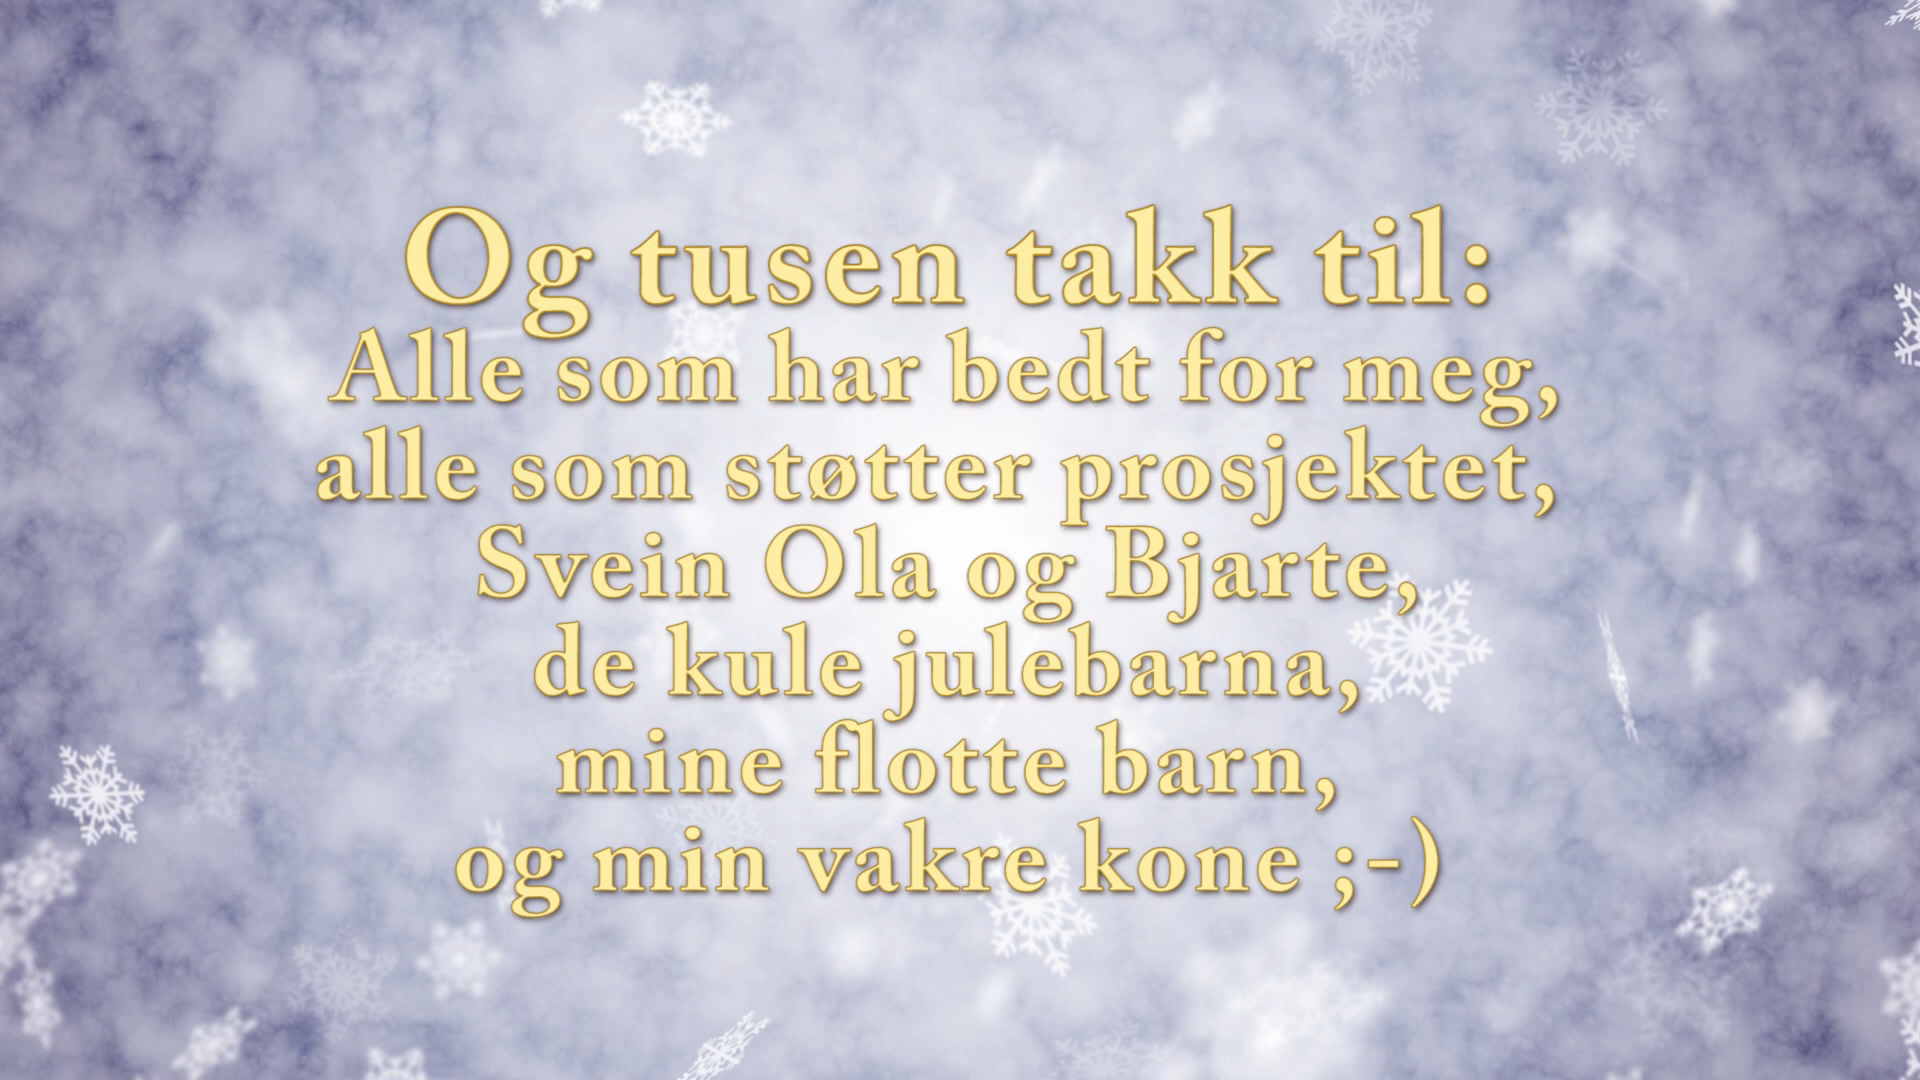 Og tusen takk til:
Alle som har bedt for meg,
alle som støtter prosjektet,
Svein Ola og Bjarte,
de kule julebarna,
mine flotte barn,
og min vakre kone ;-)